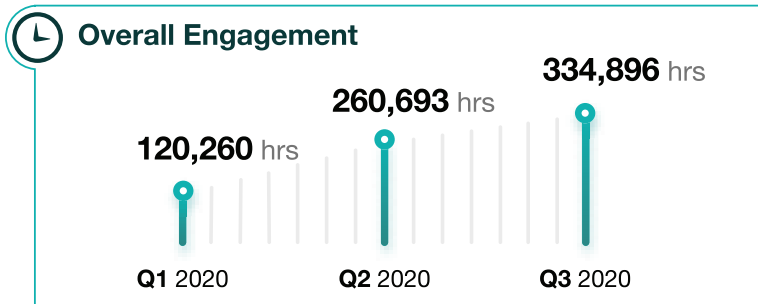 Overall Engagement
334,896 hrs
260,693 hrs
120,260 hrs
Q1 2020
Q2 2020
Q3 2020